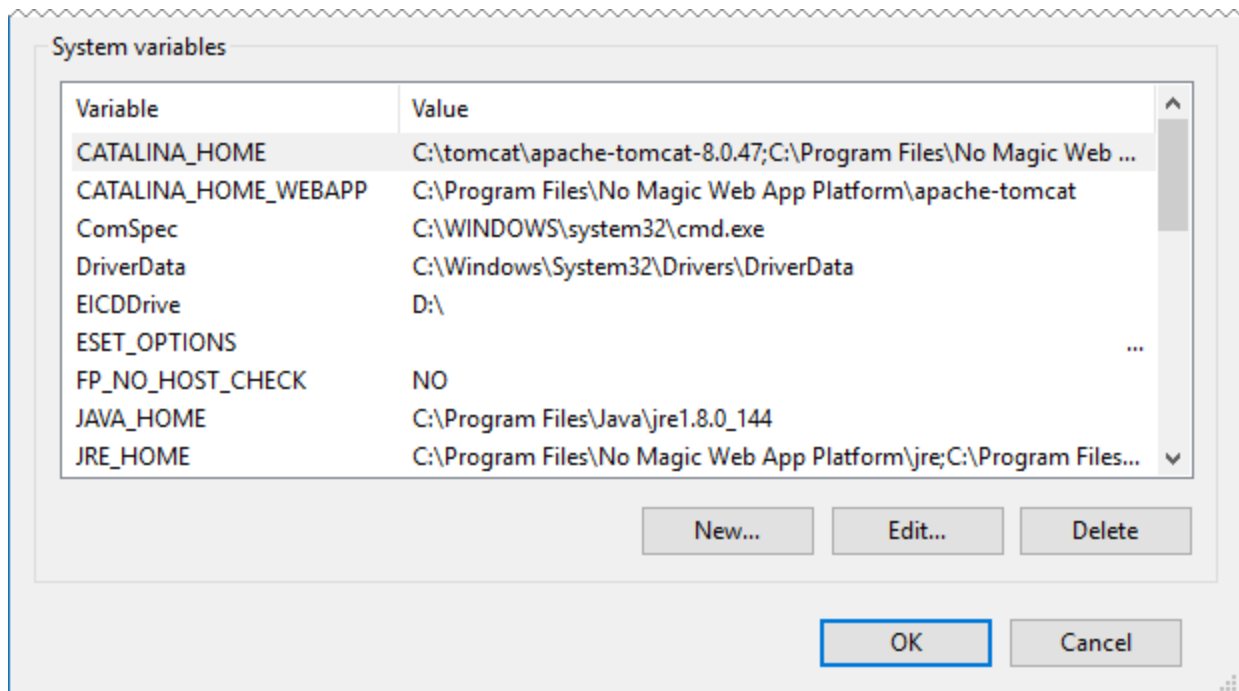 System variables
Variable Value
CATALINA_HOME C:\tomcat\apache-tomcat-8.0.47;C:\Program Files\No Magic Web ...
CATALINA_HOME_WEBAPP C:\Program Files\No Magic Web App Platform\apache-tomcat
ComSpec C:\WINDOWS\system32\cmd.exe
DriverData C:\Windows\System32\Drivers\DriverData
EICDDrive D:\
ESET_OPTIONS ...
FP_NO_HOST_CHECK NO
JAVA_HOME C:\Program Files\Java\jre1.8.0_144
JRE_HOME C:\Program Files\No Magic Web App Platform\jre;C:\Program Files...
New... Edit... Delete
OK Cancel